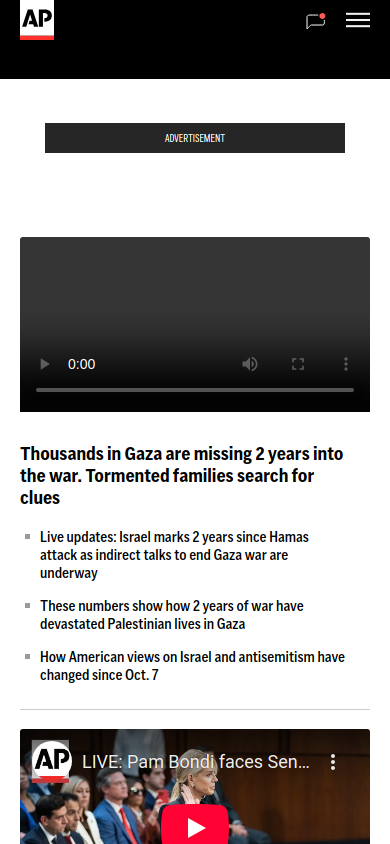 AP
ADVERTISEMENT
0:00
Thousands in Gaza are missing 2 years into
the war. Tormented families search for
clues
Live updates: Israel marks 2 years since Hamas
attack as indirect talks to end Gaza war are
underway
These numbers show how 2 years of war have
devastated Palestinian lives in Gaza
How American views on Israel and antisemitism have
changed since Oct. 7
AP
LIVE: Pam Bondi faces Sen...